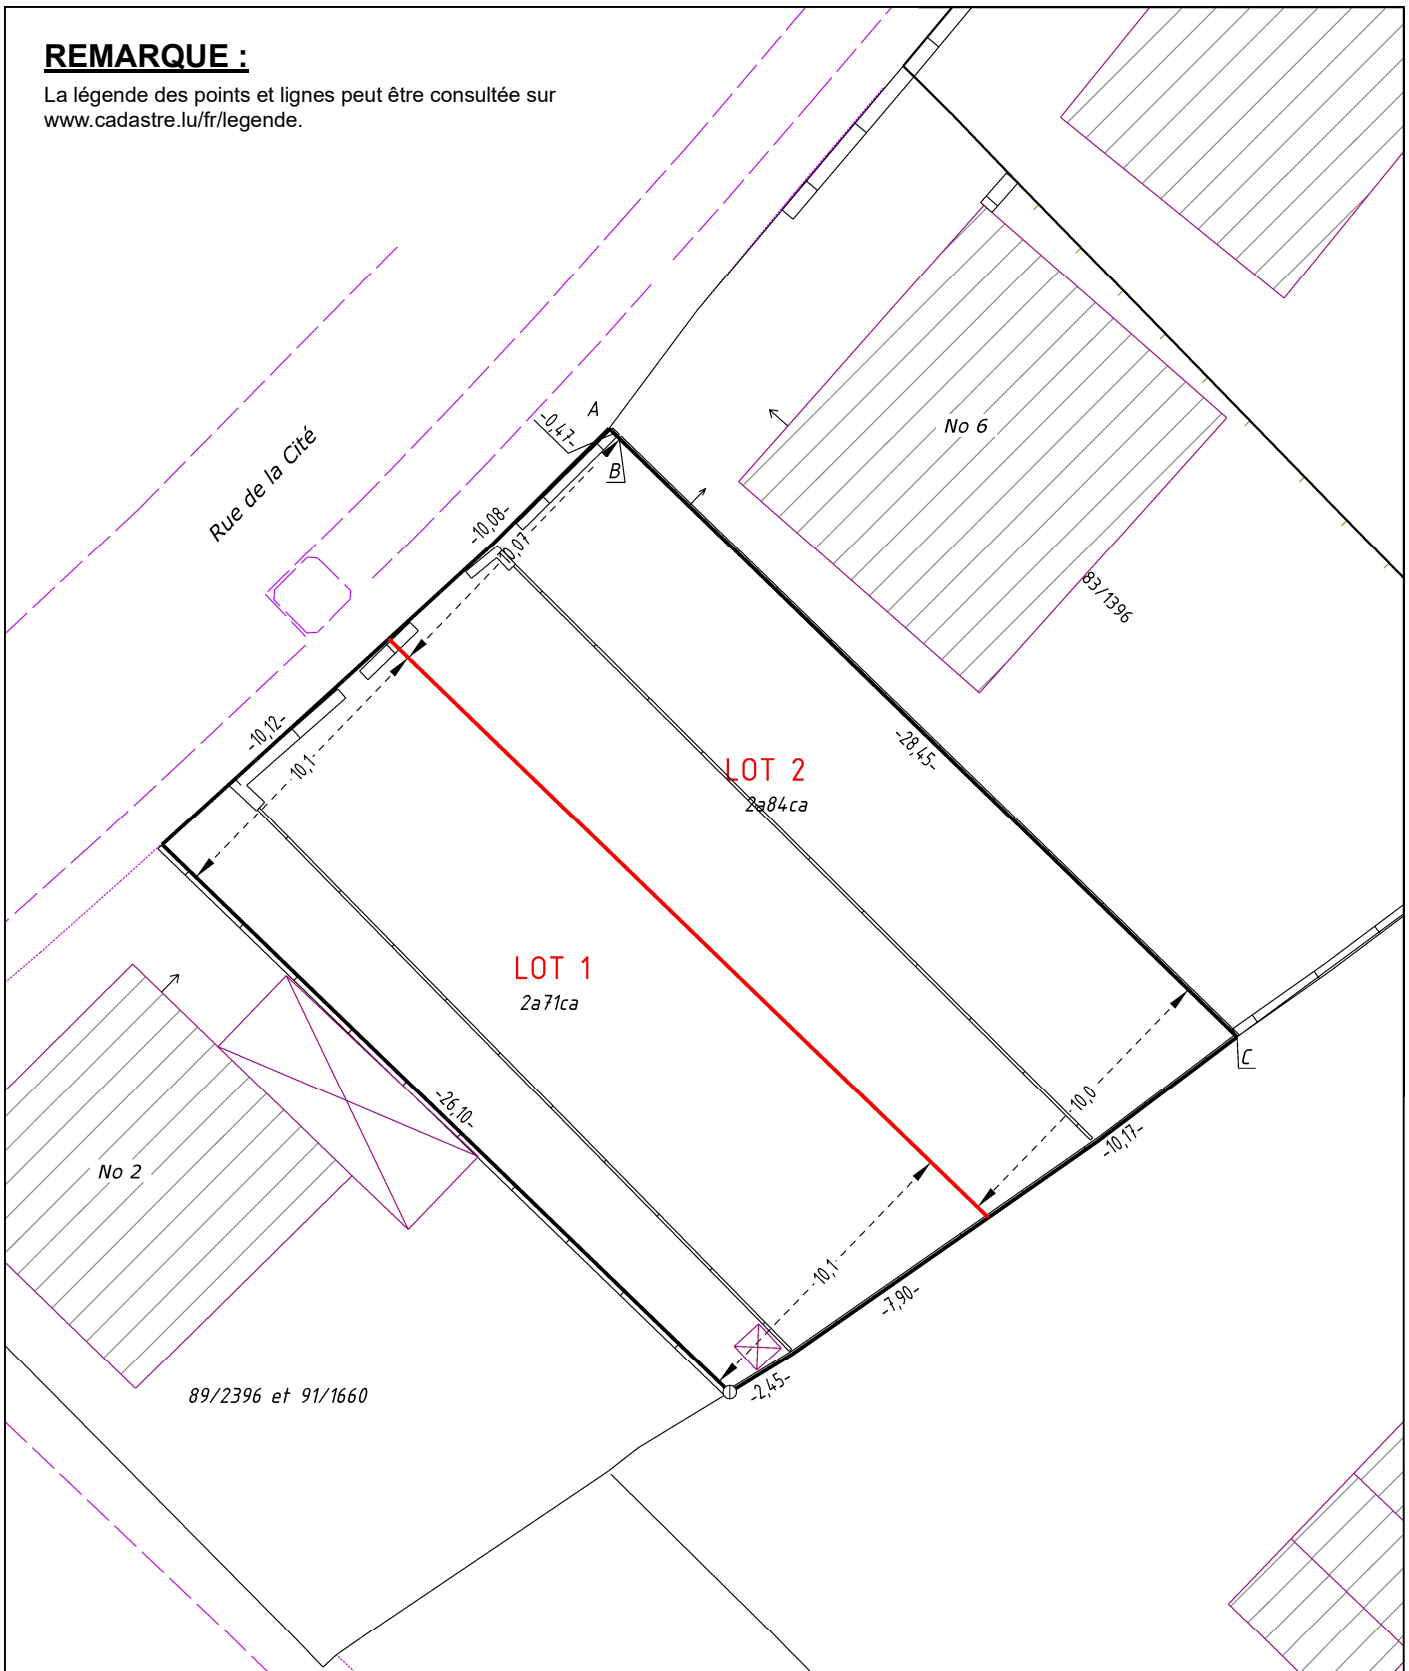 REMARQUE :
La légende des points et lignes peut être consultée sur
www.cadastre.lu/fr/legende.
A
-0,47-
B
No 6
Rue de la Cité
-10,08-
10,07
83/1396
-10,12-
-10,1-
-28,45-
LOT 2
2a84ca
LOT 1
2a71ca
C
-10,0
-26,10-
-10,17-
No 2
-10,1-
-7,90-
-2,45-
89/2396 et 91/1660